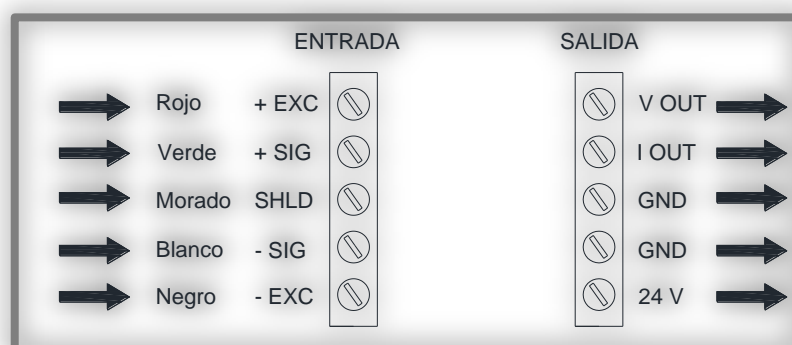 ENTRADA SALIDA
Rojo + EXC V OUT
Verde + SIG I OUT
Morado SHLD GND
Blanco - SIG GND
Negro - EXC 24 V